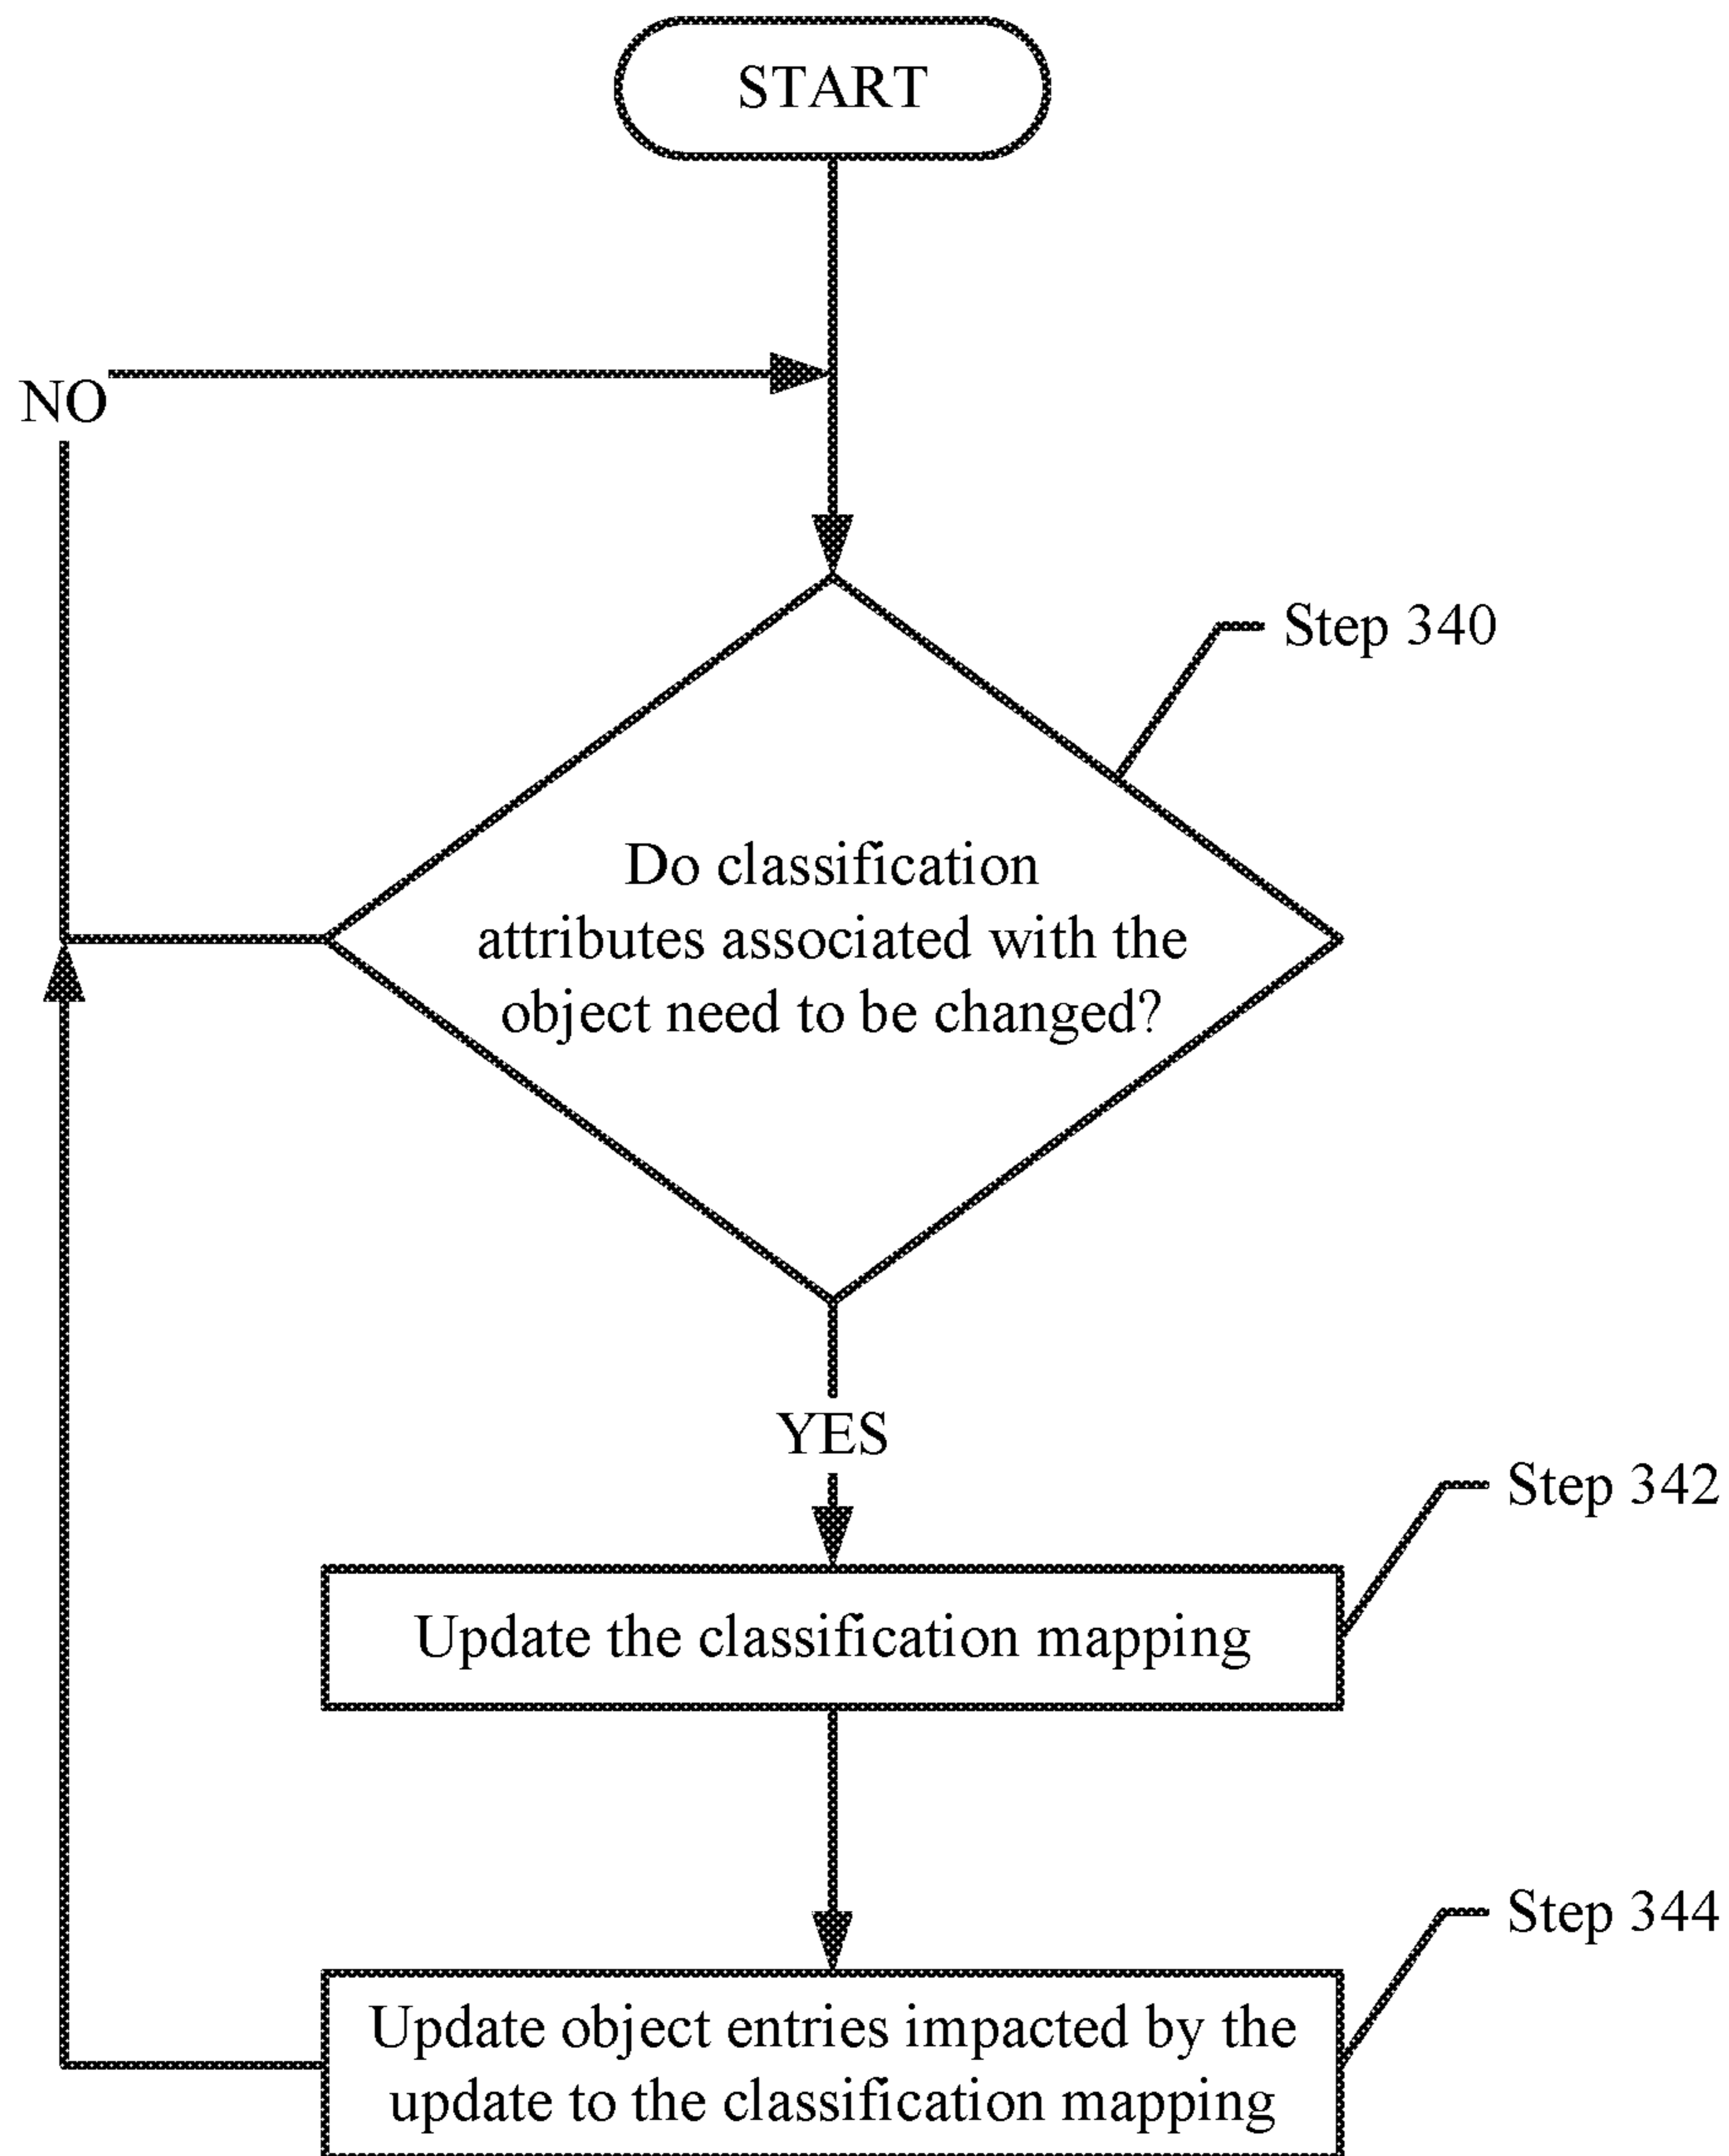 START
NO
Step 340
Do classification
attributes associated with the
object need to be changed?
YES
Step 342
Update the classification mapping
Step 344
Update object entries impacted by the
update to the classification mapping